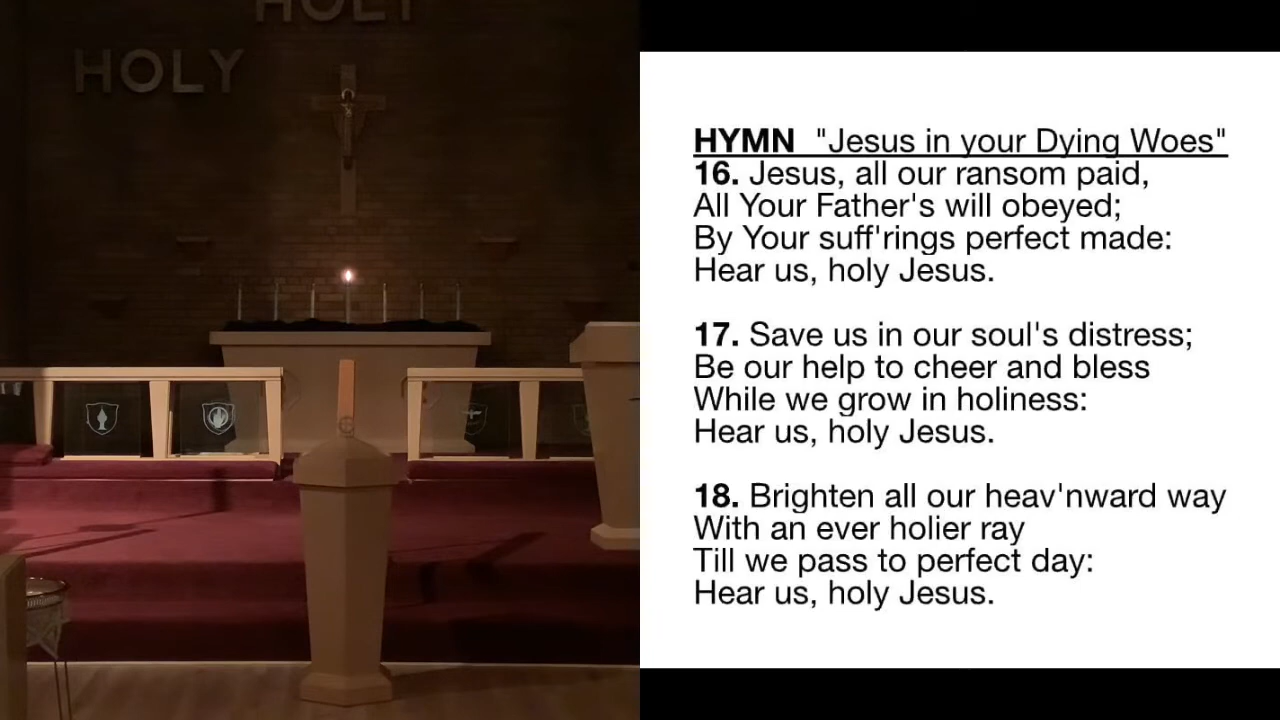 HOLY
HOLY
HYMN "Jesus in your Dying Woes"
16. Jesus, all our ransom paid,
All Your Father's will obeyed;
By Your suff'rings perfect made:
Hear us, holy Jesus.
17. Save us in our soul's distress;
Be our help to cheer and bless
While we grow in holiness:
Hear us, holy Jesus.
18. Brighten all our heav'nward way
With an ever holier ray
Till we pass to perfect day:
Hear us, holy Jesus.